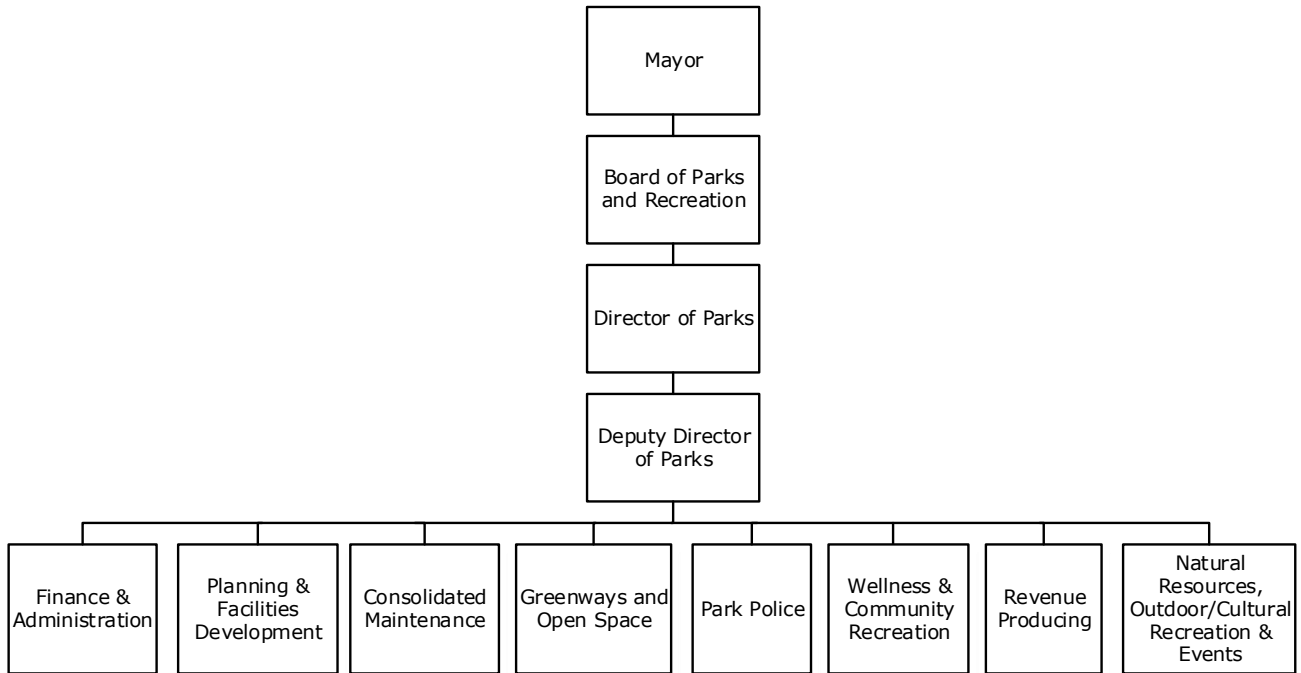 Mayor
Board of Parks
and Recreation
Director of Parks
Deputy Director
of Parks
Finance &
Administration
Planning &
Facilities
Development
Consolidated
Maintenance
Greenways and
Open Space
Park Police
Wellness &
Community
Recreation
Revenue
Producing
Natural
Resources,
Outdoor/Cultural
Recreation &
Events